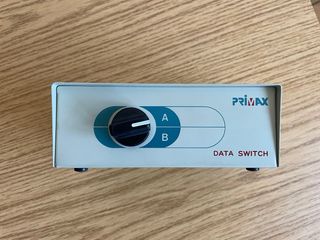 PRIMAX
A
B
DATA SWITCH